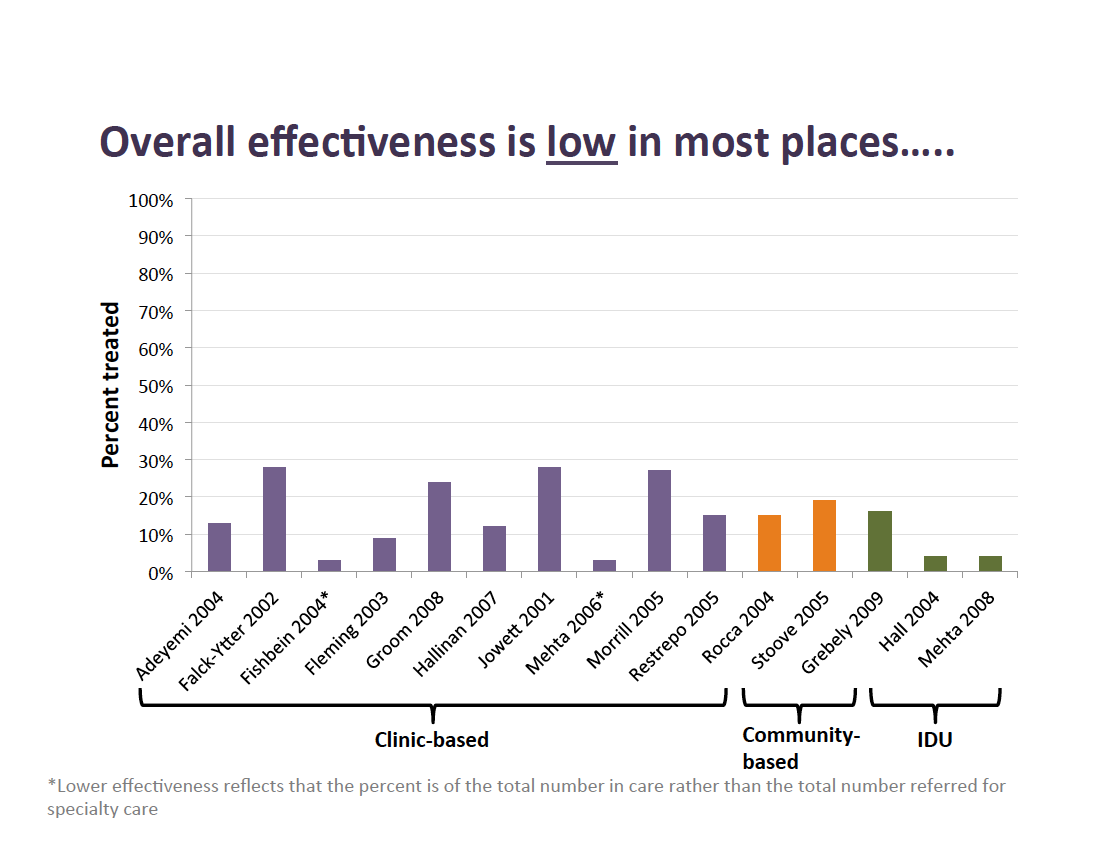 Overall effectiveness is low in most places…..
100%
90%
80%
70%
60%
50%
40%
30%
20%
10%
0%
Percent treated
Adeyemi 2004
Falck-Ytter 2002
Fishbein 2004*
Fleming 2003
Groom 2008
Hallinan 2007
Jowett 2001
Mehta 2006*
Morrill 2005
Restrepo 2005
Rocca 2004
Stoove 2005
Grebely 2009
Hall 2004
Mehta 2008
Clinic-based
Community-
based
IDU
*Lower effectiveness reflects that the percent is of the total number in care rather than the total number referred for
specialty care